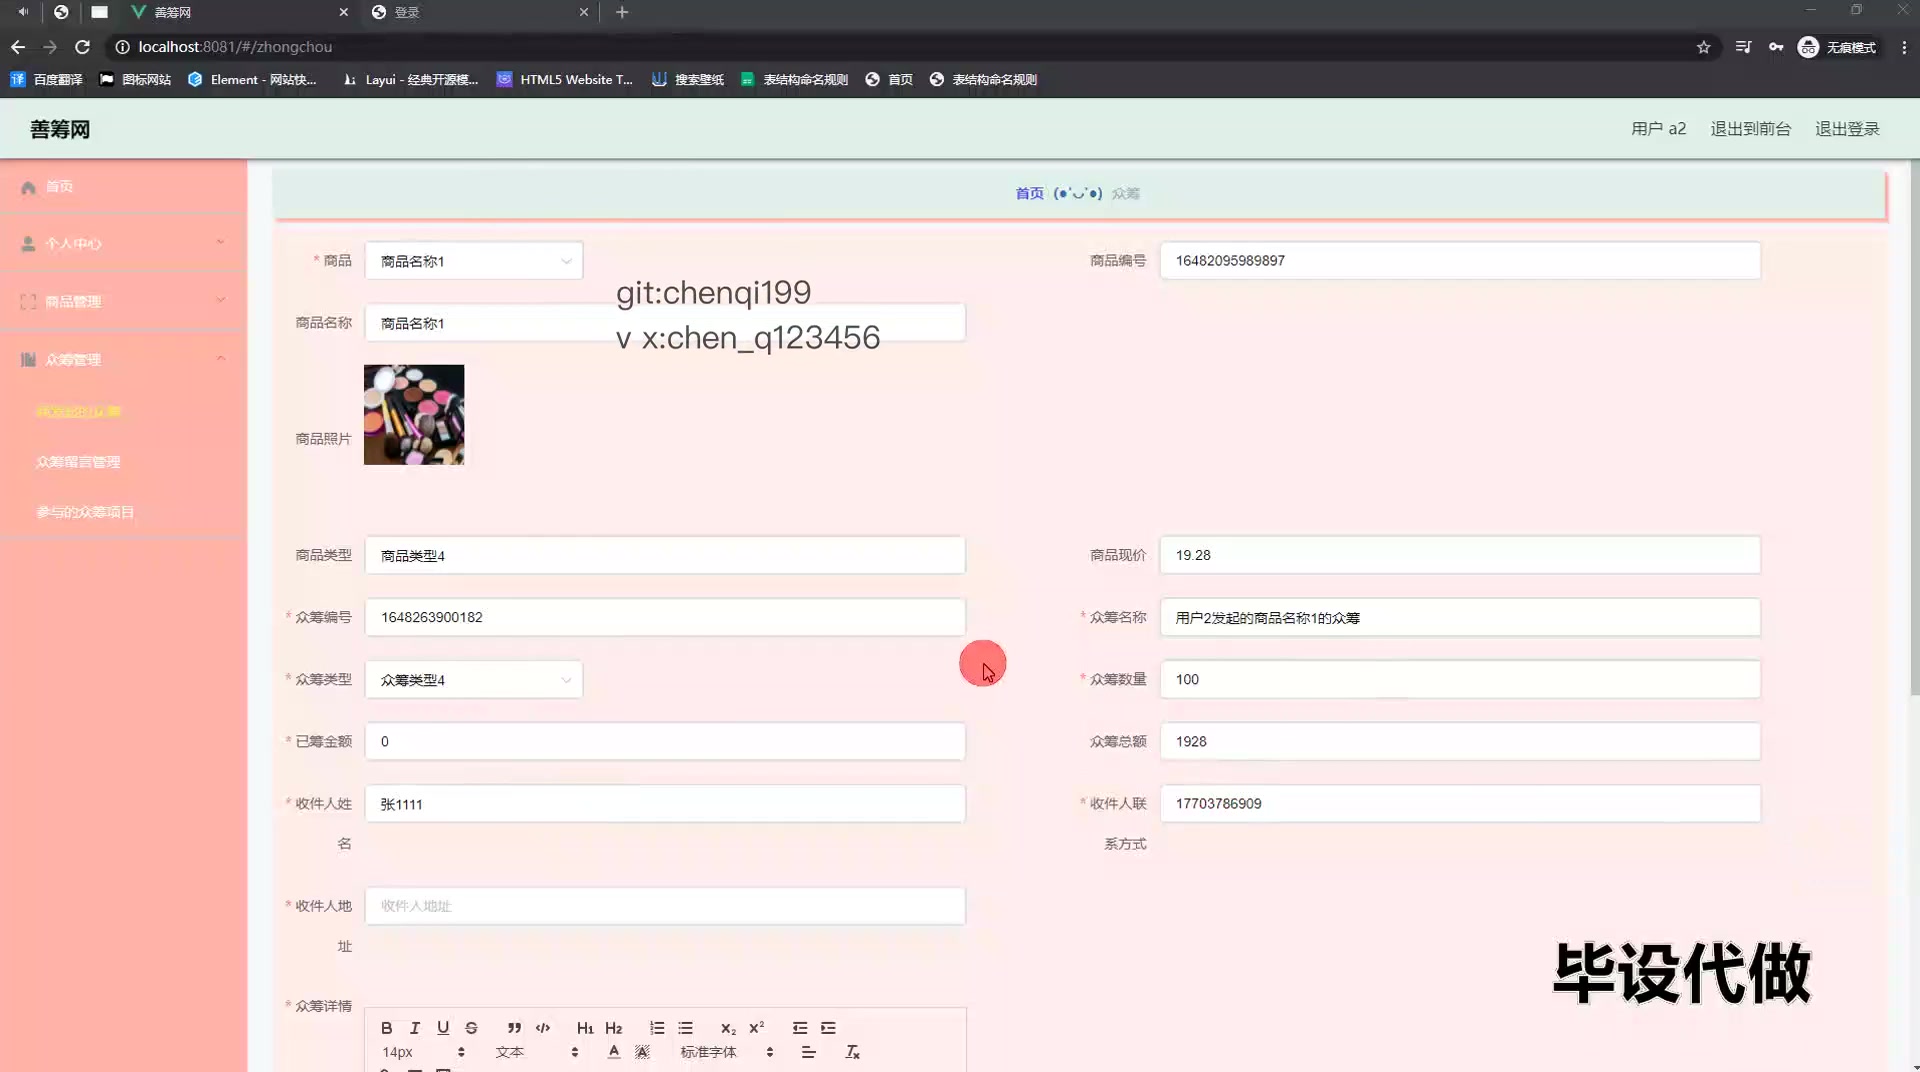 善筹网
登录
localhost:8081/#/zhongchou
无痕模式
百度翻译
图标网站
Element - 网站快...
Layui - 经典开源模...
HTML5 Website T...
搜索壁纸
表结构命名规则
首页
表结构命名规则
善筹网
用户 a2
退出到前台
退出登录
首页
个人中心
商品管理
众筹管理
众筹留言管理
参与的众筹项目
首页 (●'◡'●) 众筹
* 商品 商品名称1
商品编号 16482095989897
git:chenqi199
商品名称 商品名称1
v x:chen_q123456
商品照片
商品类型 商品类型4
商品现价 19.28
* 众筹编号 1648263900182
* 众筹名称 用户2发起的商品名称1的众筹
* 众筹类型 众筹类型4
* 众筹数量 100
* 已筹金额 0
众筹总额 1928
* 收件人姓名 张1111
* 收件人联系方式 17703786909
* 收件人地址 收件人地址
毕设代做
* 众筹详情
B I U S ” </> H1 H2 X₂ X²
14px 文本 A A 标准字体 Tx